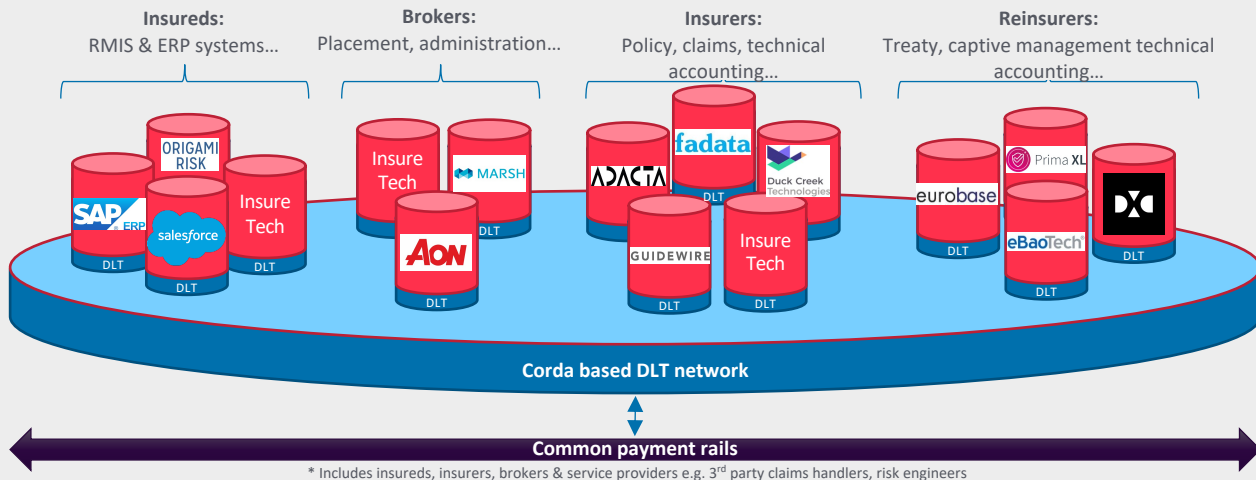 Insureds:
RMIS & ERP systems...
Brokers:
Placement, administration...
Insurers:
Policy, claims, technical
accounting...
Reinsurers:
Treaty, captive management technical
accounting...
ORIGAMI
RISK
SAP
ERP
DLT
salesforce
DLT
Insure
Tech
DLT
Insure
Tech
MARSH
DLT
AON
DLT
ADACTA
fadata
DLT
Duck Creek
Technologies
GUIDEWIRE
DLT
Insure
Tech
DLT
eurobase
DLT
Prima XL
eBaoTech®
DLT
DXC
DLT
Corda based DLT network
Common payment rails
* Includes insureds, insurers, brokers & service providers e.g. 3rd party claims handlers, risk engineers